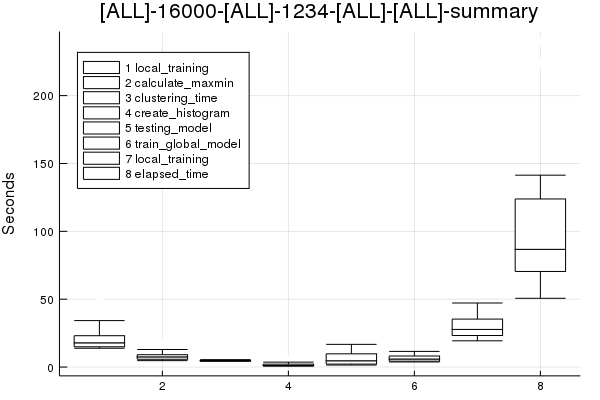 [ALL]-16000-[ALL]-1234-[ALL]-[ALL]-summary
1 local_training
2 calculate_maxmin
3 clustering_time
4 create_histogram
5 testing_model
6 train_global_model
7 local_training
8 elapsed_time
Seconds
200
150
100
50
0
2
4
6
8